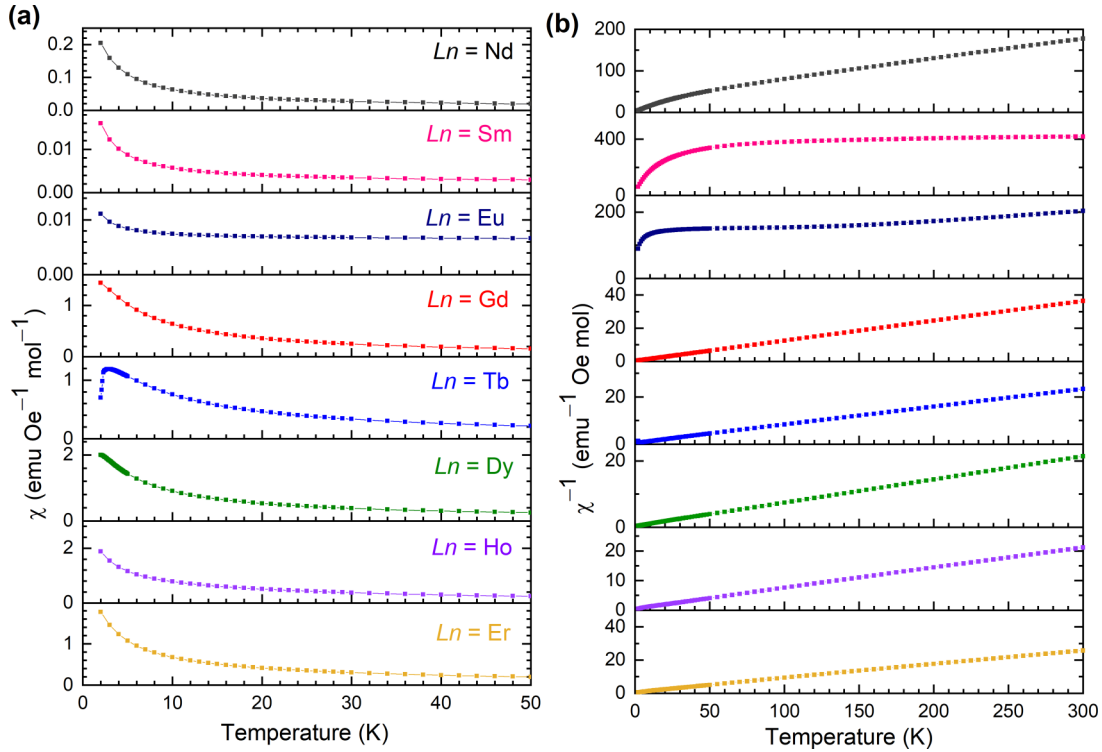 (a)
χ (emu Oe⁻¹ mol⁻¹)
0.2
0.1
0.0
Ln = Nd
0.01
0.00
Ln = Sm
0.01
0.00
Ln = Eu
1
0
Ln = Gd
1
0
Ln = Tb
2
0
Ln = Dy
2
0
Ln = Ho
1
0
Ln = Er
0 10 20 30 40 50
Temperature (K)
(b)
χ⁻¹ (emu⁻¹ Oe mol)
200
100
0
400
0
200
0
40
20
0
20
0
20
0
20
10
0
40
20
0
0 50 100 150 200 250 300
Temperature (K)